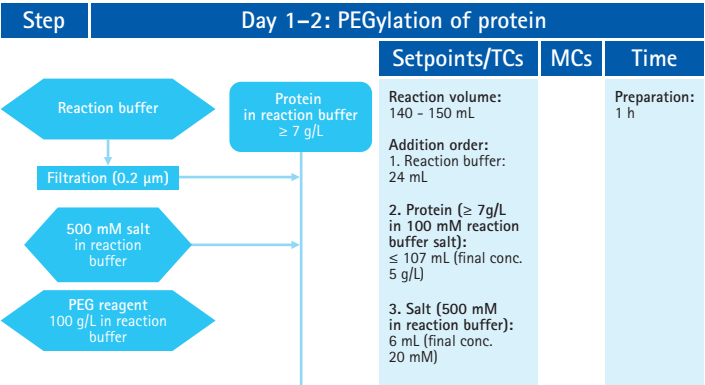 Step
Day 1–2: PEGylation of protein
Setpoints/TCs
MCs
Time
Reaction buffer
Filtration (0.2 µm)
500 mM salt
in reaction
buffer
PEG reagent
100 g/L in reaction
buffer
Protein
in reaction buffer
≥ 7 g/L
Reaction volume:
140 - 150 mL
Addition order:
1. Reaction buffer:
24 mL
2. Protein (≥ 7g/L
in 100 mM reaction
buffer salt):
≤ 107 mL (final conc.
5 g/L)
3. Salt (500 mM
in reaction buffer):
6 mL (final conc.
20 mM)
Preparation:
1 h